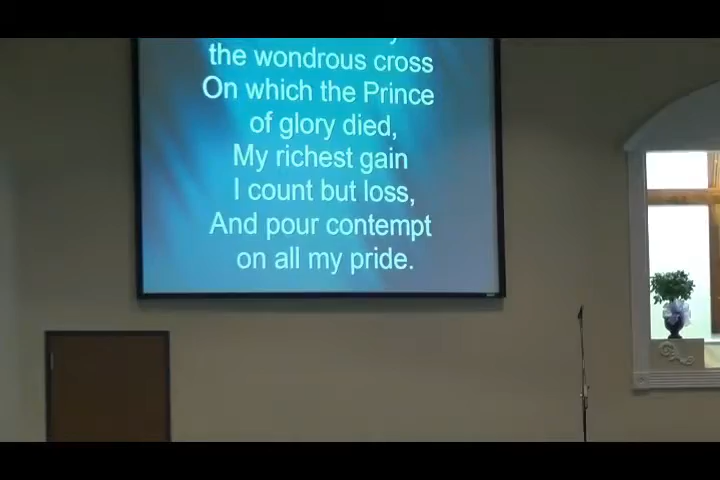 the wondrous cross
On which the Prince
of glory died,
My richest gain
I count but loss,
And pour contempt
on all my pride.